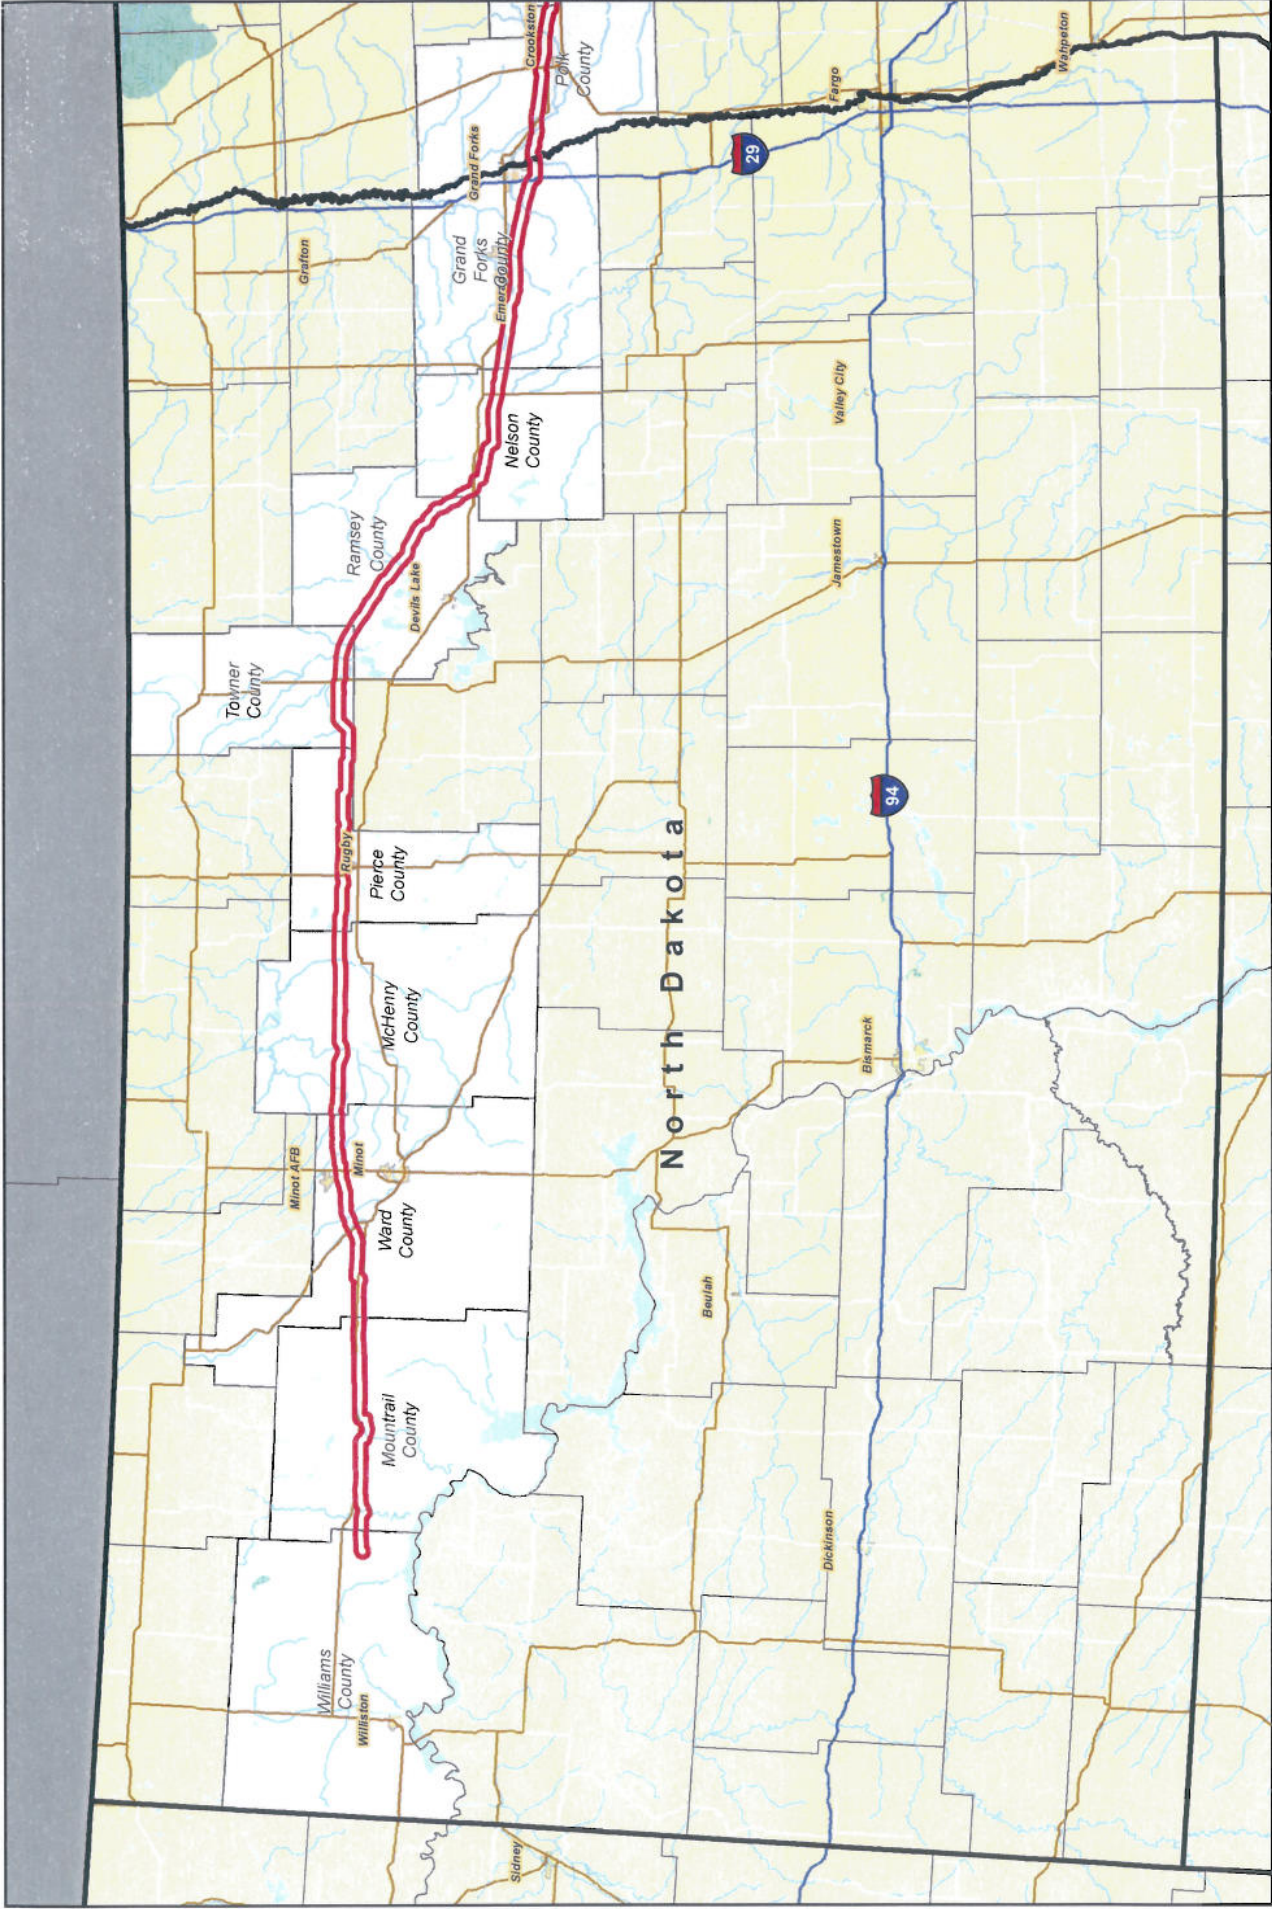 Williams
County
Williston
Mountrail
County
Ward
County
Minot AFB
Minot
McHenry
County
Pierce
County
Rugby
Towner
County
Ramsey
County
Devils Lake
Nelson
County
Grand
Forks
County
Grafton
Grand Forks
Polk
County
Crookston
Sidney
Beulah
North Dakota
Dickinson
Bismarck
94
Jamestown
Valley City
29
Fargo
Wahpeton